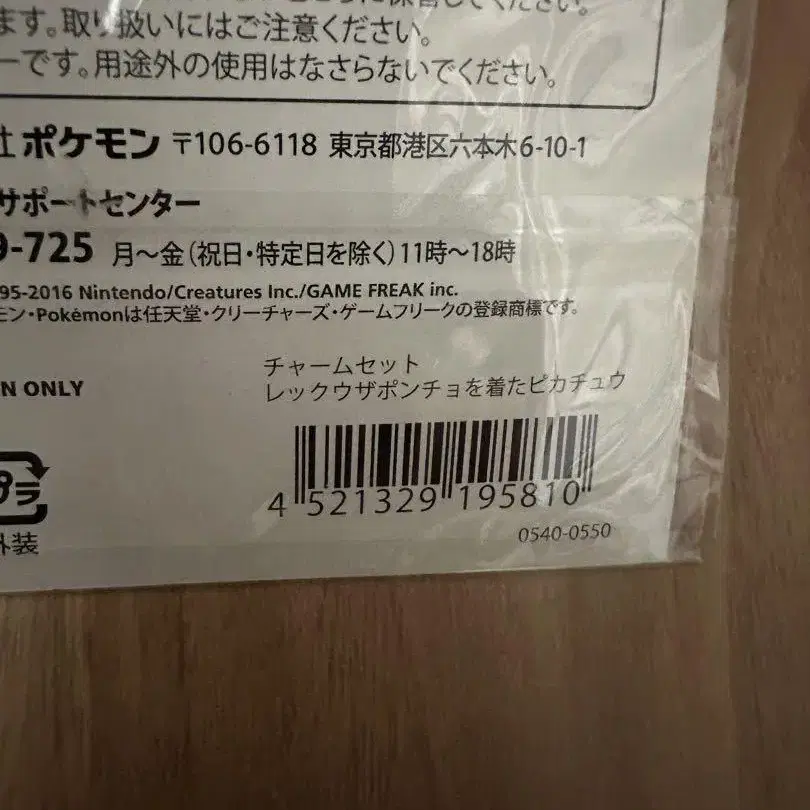 ます。取り扱いにはご注意ください。
ーです。用途外の使用はなさらないでください。
ポケモン 〒106-6118 東京都港区六本木6-10-1
サポートセンター
9-725 月～金(祝日・特定日を除く)11時～18時
95-2016 Nintendo/Creatures Inc./GAME FREAK inc.
モン・Pokémonは任天堂・クリーチャーズ・ゲームフリークの登録商標です。
チャームセット
レックウザポンチョを着たピカチュウ
N ONLY
4 521329 195810
0540-0550
プラ
外装